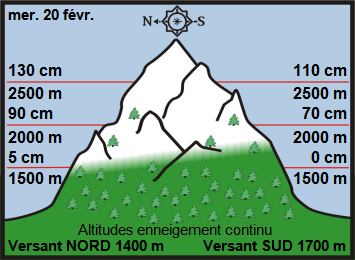 mer. 20 févr.
N S
130 cm 110 cm
2500 m 2500 m
90 cm 70 cm
2000 m 2000 m
5 cm 0 cm
1500 m 1500 m
Altitudes enneigement continu
Versant NORD 1400 m Versant SUD 1700 m